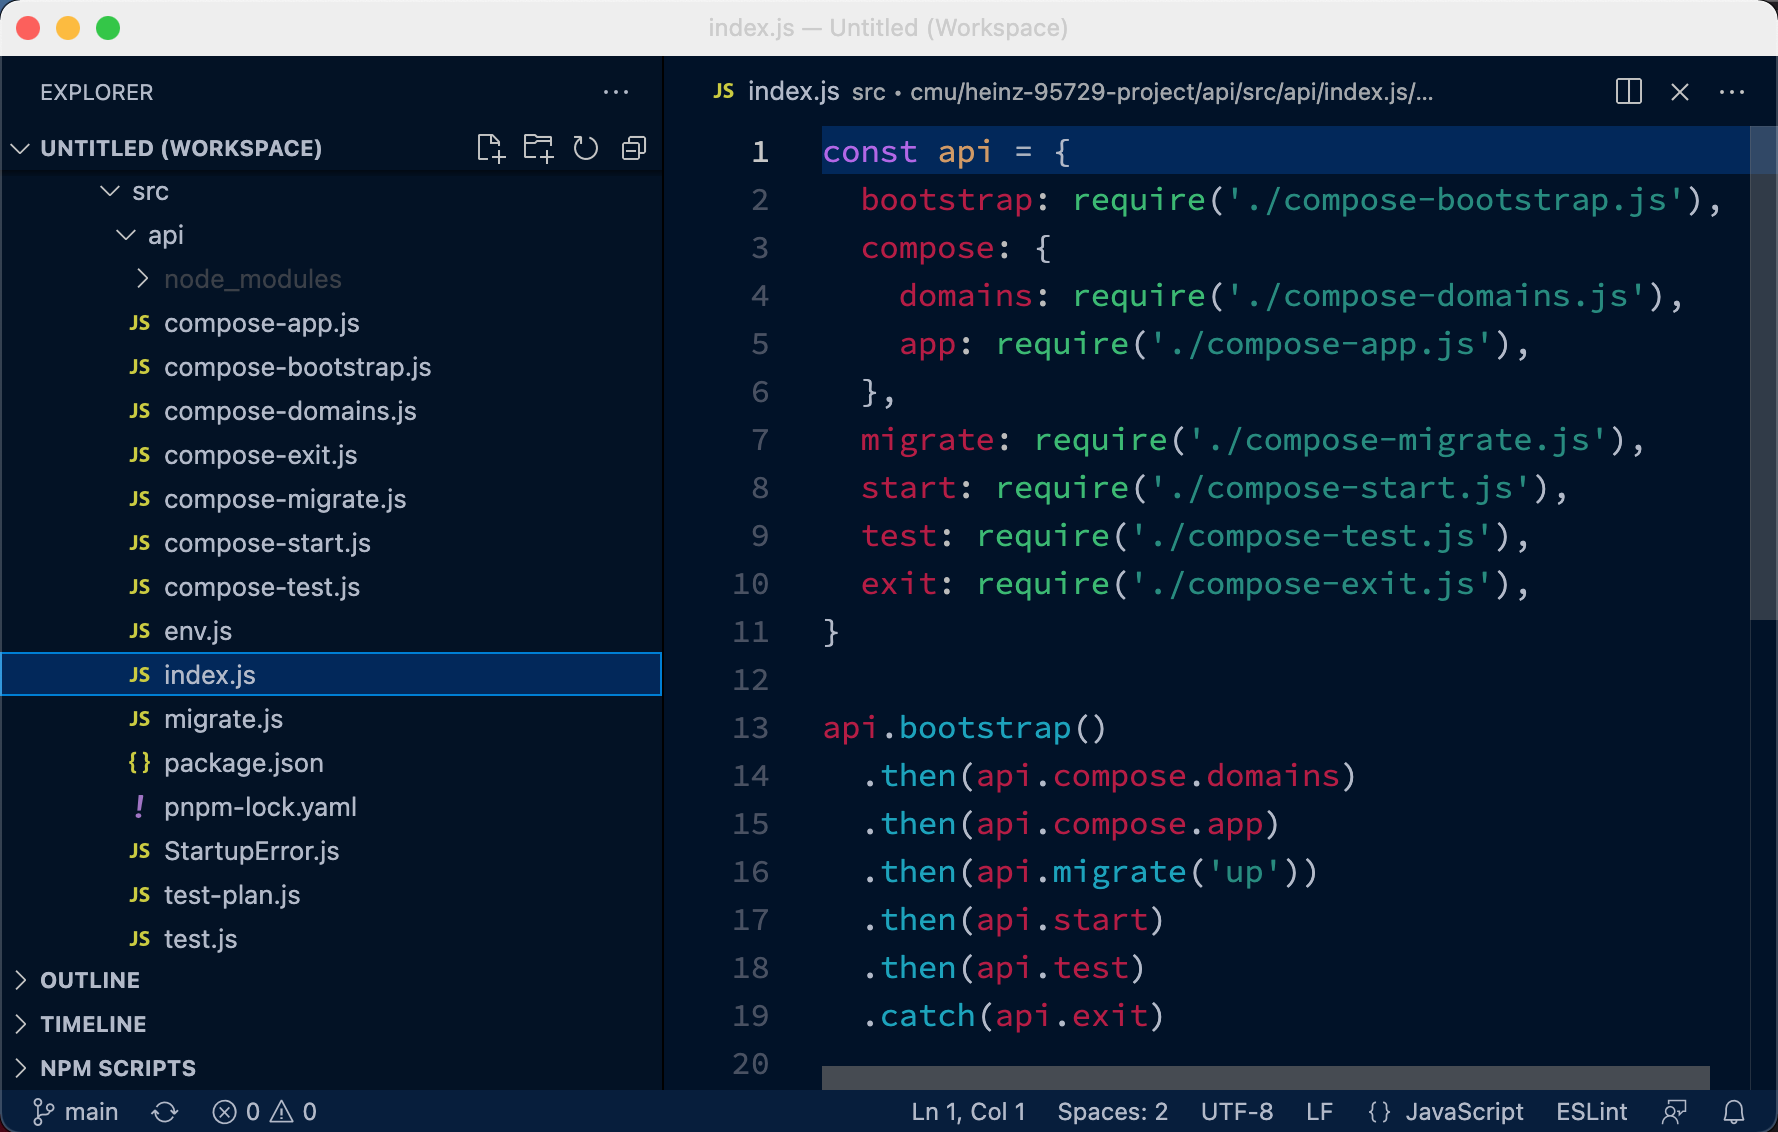 index.js — Untitled (Workspace)
EXPLORER
UNTITLED (WORKSPACE)
src
api
node_modules
JS compose-app.js
JS compose-bootstrap.js
JS compose-domains.js
JS compose-exit.js
JS compose-migrate.js
JS compose-start.js
JS compose-test.js
JS env.js
JS index.js
JS migrate.js
{} package.json
! pnpm-lock.yaml
JS StartupError.js
JS test-plan.js
JS test.js
OUTLINE
TIMELINE
NPM SCRIPTS
JS index.js src • cmu/heinz-95729-project/api/src/api/index.js/...
1 const api = {
2   bootstrap: require('./compose-bootstrap.js'),
3   compose: {
4     domains: require('./compose-domains.js'),
5     app: require('./compose-app.js'),
6   },
7   migrate: require('./compose-migrate.js'),
8   start: require('./compose-start.js'),
9   test: require('./compose-test.js'),
10   exit: require('./compose-exit.js'),
11 }
12
13 api.bootstrap()
14   .then(api.compose.domains)
15   .then(api.compose.app)
16   .then(api.migrate('up'))
17   .then(api.start)
18   .then(api.test)
19   .catch(api.exit)
20
main 0 0 Ln 1, Col 1 Spaces: 2 UTF-8 LF {} JavaScript ESLint